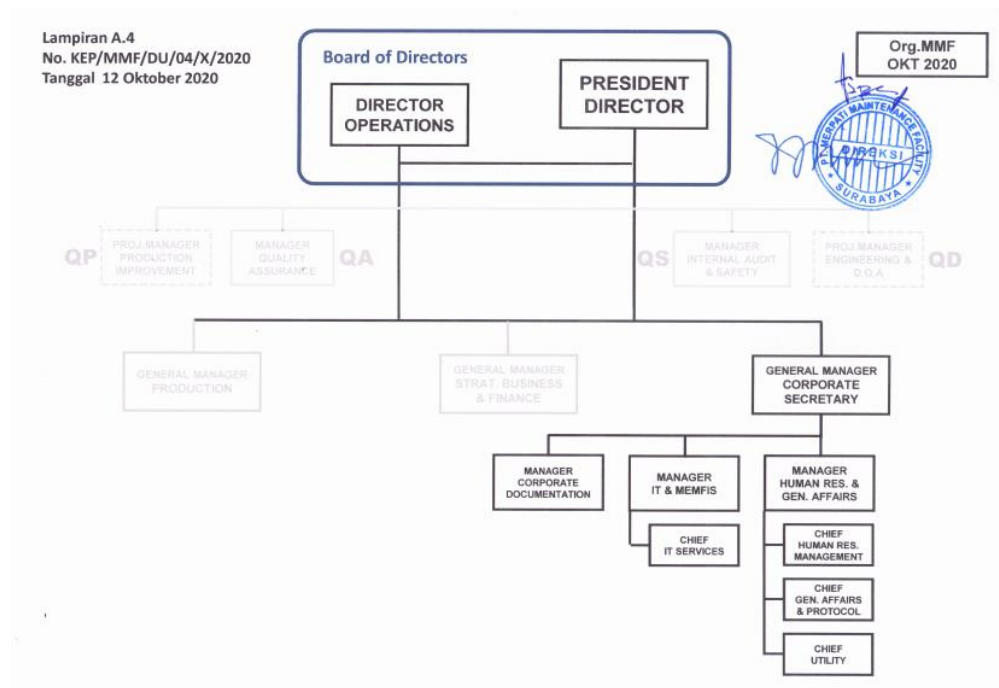 Lampiran A.4
No. KEP/MMF/DU/04/X/2020
Tanggal 12 Oktober 2020
Board of Directors
DIRECTOR
OPERATIONS
PRESIDENT
DIRECTOR
Org.MMF
OKT 2020
PT. MERPATI MAINTENANCE FACILITY
DIREKSI
SURABAYA
QP
PROJ.MANAGER
PRODUCTION
IMPROVEMENT
MANAGER
QUALITY
ASSURANCE
QA
QS
MANAGER
INTERNAL AUDIT
& SAFETY
PROJ.MANAGER
ENGINEERING &
D.O.A
QD
GENERAL MANAGER
PRODUCTION
GENERAL MANAGER
STRAT. BUSINESS
& FINANCE
GENERAL MANAGER
CORPORATE
SECRETARY
MANAGER
CORPORATE
DOCUMENTATION
MANAGER
IT & MEMFIS
MANAGER
HUMAN RES. &
GEN. AFFAIRS
CHIEF
IT SERVICES
CHIEF
HUMAN RES.
MANAGEMENT
CHIEF
GEN. AFFAIRS
& PROTOCOL
CHIEF
UTILITY